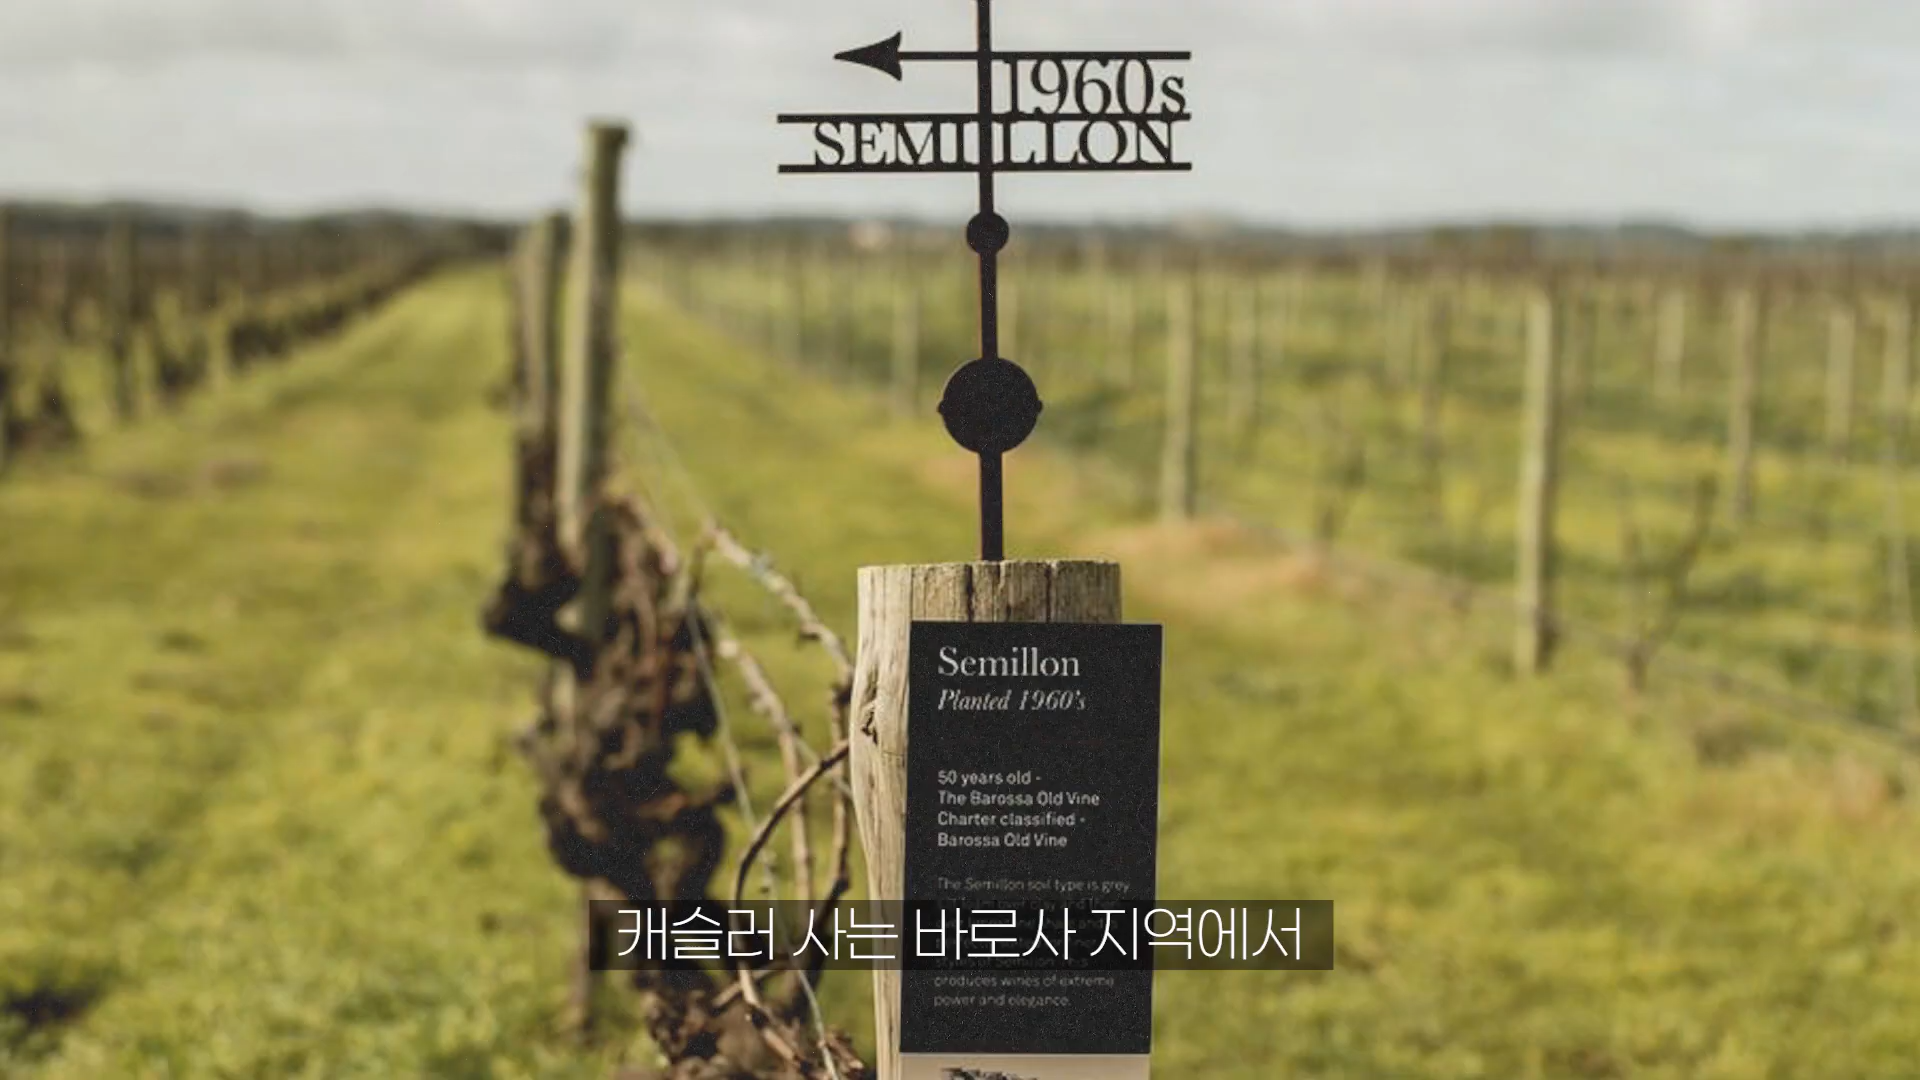 1960s
SEMILLON
Semillon
Planted 1960's
50 years old -
The Barossa Old Vine
Charter classified -
Barossa Old Vine
The Semillon soil type is grey
캐슬러 사는 바로사 지역에서
produces wines of extreme
power and elegance.